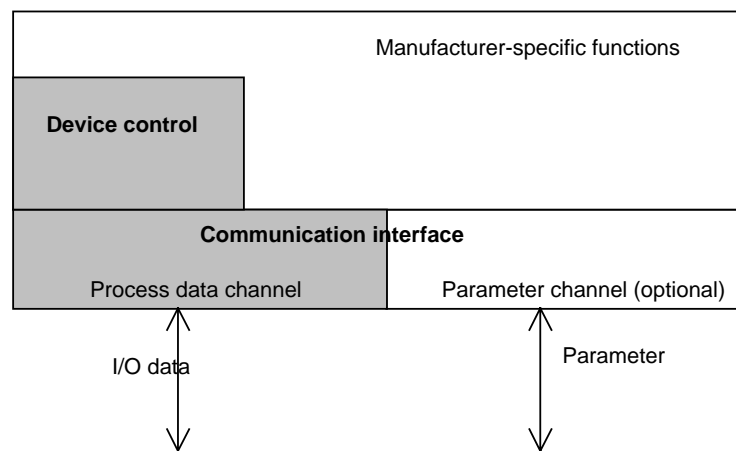 Manufacturer-specific functions
Device control
Communication interface
Process data channel
Parameter channel (optional)
I/O data
Parameter